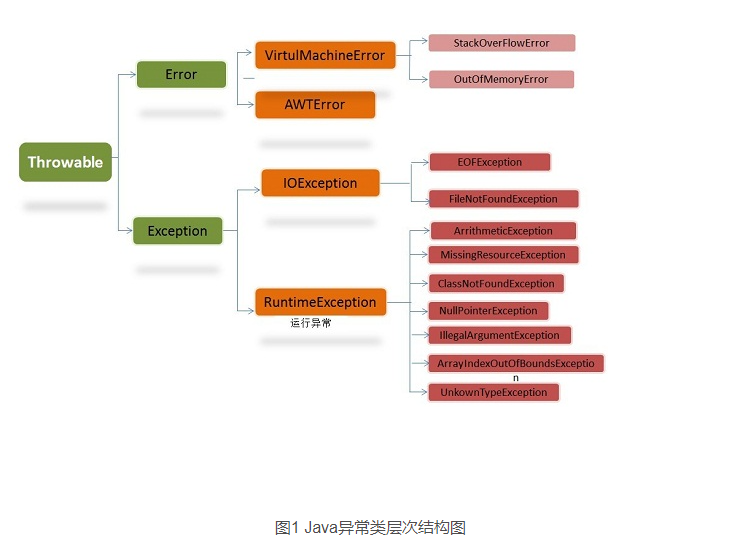 Throwable
Error
VirtulMachineError
StackOverFlowError
OutOfMemoryError
AWTError
Exception
IOException
EOFException
FileNotFoundException
RuntimeException
运行异常
ArrithmeticException
MissingResourceException
ClassNotFoundException
NullPointerException
IllegalArgumentException
ArrayIndexOutOfBoundsExceptio
n
UnkownTypeException
图1 Java异常类层次结构图